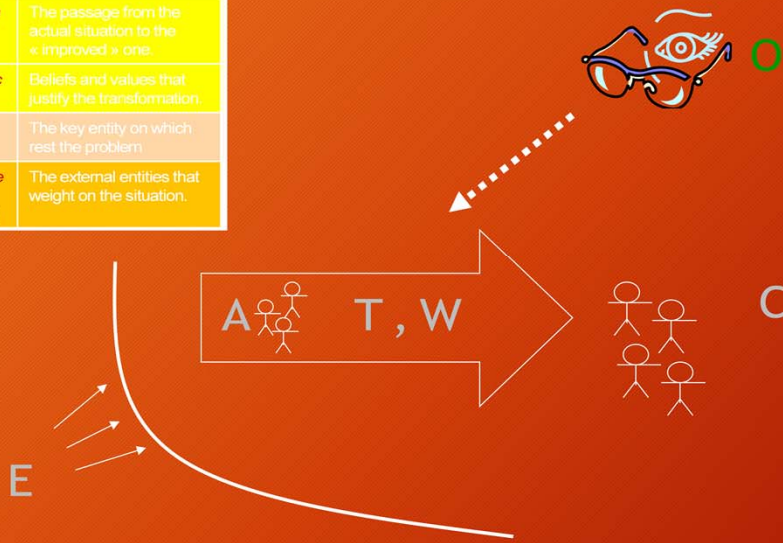 The passage from the
actual situation to the
« improved » one.
Beliefs and values that
justify the transformation.
The key entity on which
rest the problem
The external entities that
weight on the situation.
O
A T , W
C
E